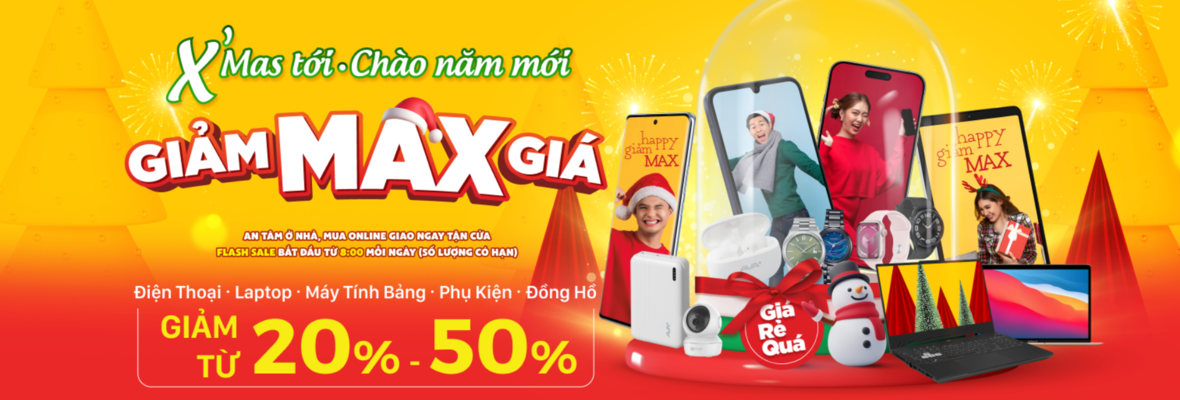 X'Mas tới · Chào năm mới
GIẢM MAX GIÁ
AN TÂM Ở NHÀ, MUA ONLINE GIAO NGAY TẬN CỬA
FLASH SALE BẮT ĐẦU TỪ 8:00 MỖI NGÀY (SỐ LƯỢNG CÓ HẠN)
Điện Thoại · Laptop · Máy Tính Bảng · Phụ Kiện · Đồng Hồ
GIẢM TỪ 20% - 50%
happy
giảm
MAX
happy
giảm
MAX
Giá
Rẻ
Quá